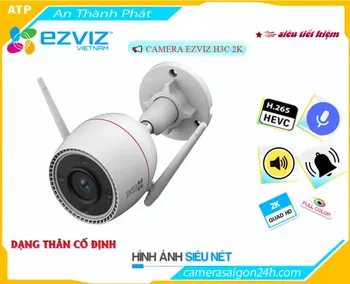 ATP
An Thành Phát
ezviz
VIETNAM
siêu tiết kiệm
CAMERA EZVIZ H3C 2K
H.265
HEVC
2K
QUAD HD
FULL COLOR
EZVIZ
DẠNG THÂN CỐ ĐỊNH
HÌNH ẢNH SIÊU NÉT
camerasaigon24h.com